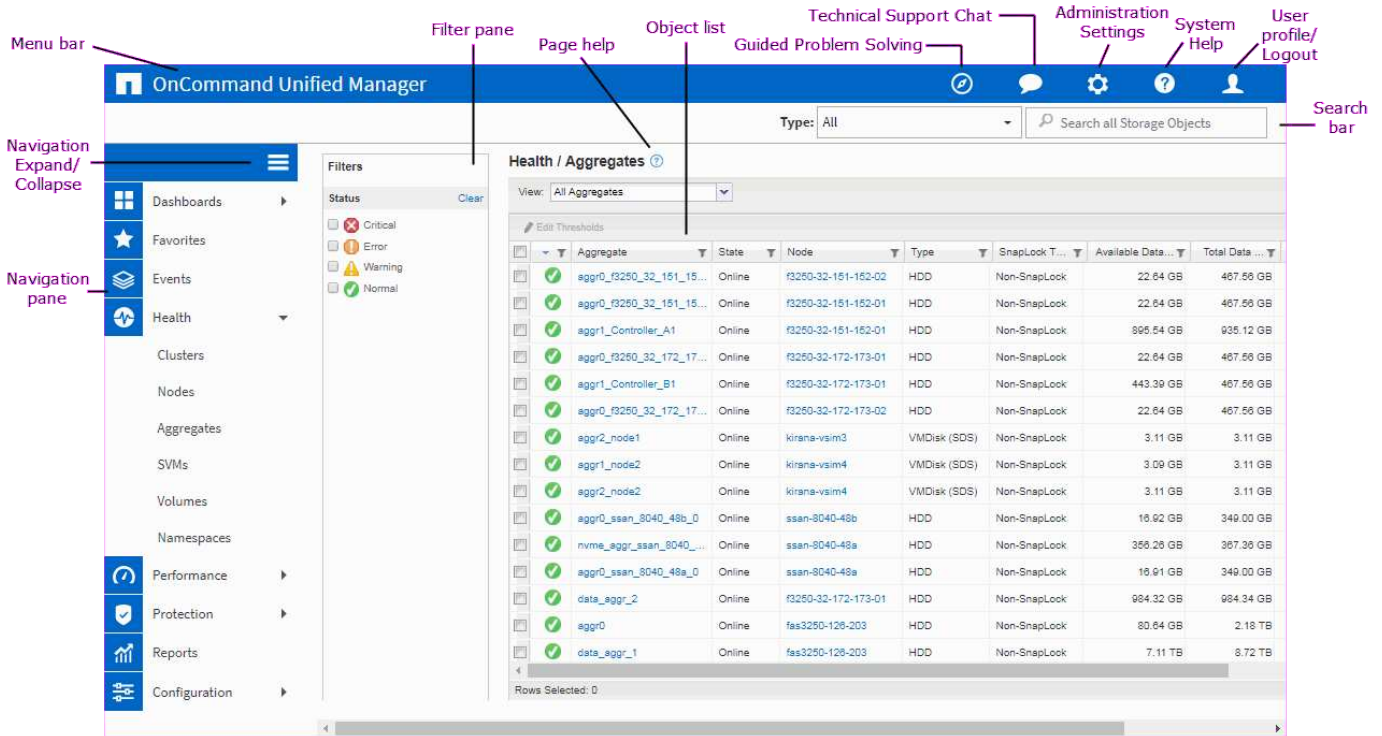 Technical Support Chat
Administration
Settings
User
profile/
Logout
System
Help
Menu bar
Filter pane
Page help
Object list
Guided Problem Solving
OnCommand Unified Manager
Type: All
Search all Storage Objects
Search
bar
Navigation
Expand/
Collapse
Navigation
pane
Dashboards
Favorites
Events
Health
Clusters
Nodes
Aggregates
SVMs
Volumes
Namespaces
Performance
Protection
Reports
Configuration
Filters
Status Clear
Critical
Error
Warning
Normal
Health / Aggregates
View: All Aggregates
Edit Thresholds
Aggregate State Node Type SnapLock T... Available Data... Total Data ...
aggr0_f3250_32_151_15... Online f3250-32-151-152-02 HDD Non-SnapLock 22.64 GB 467.56 GB
aggr0_f3250_32_151_15... Online f3250-32-151-152-01 HDD Non-SnapLock 22.64 GB 467.56 GB
aggr1_Controller_A1 Online f3250-32-151-152-01 HDD Non-SnapLock 895.54 GB 935.12 GB
aggr0_f3250_32_172_17... Online f3250-32-172-173-01 HDD Non-SnapLock 22.64 GB 467.56 GB
aggr1_Controller_B1 Online f3250-32-172-173-01 HDD Non-SnapLock 443.39 GB 467.56 GB
aggr0_f3250_32_172_17... Online f3250-32-172-173-02 HDD Non-SnapLock 22.64 GB 467.56 GB
aggr2_node1 Online kirana-vsim3 VMDisk (SDS) Non-SnapLock 3.11 GB 3.11 GB
aggr1_node2 Online kirana-vsim4 VMDisk (SDS) Non-SnapLock 3.09 GB 3.11 GB
aggr2_node2 Online kirana-vsim4 VMDisk (SDS) Non-SnapLock 3.11 GB 3.11 GB
aggr0_ssan_8040_48b_0 Online ssan-8040-48b HDD Non-SnapLock 16.92 GB 349.00 GB
nvme_aggr_ssan_8040_... Online ssan-8040-48a HDD Non-SnapLock 356.26 GB 367.36 GB
aggr0_ssan_8040_48a_0 Online ssan-8040-48a HDD Non-SnapLock 16.91 GB 349.00 GB
data_aggr_2 Online f3250-32-172-173-01 HDD Non-SnapLock 984.32 GB 984.34 GB
aggr0 Online fas3250-126-203 HDD Non-SnapLock 80.64 GB 2.18 TB
data_aggr_1 Online fas3250-126-203 HDD Non-SnapLock 7.11 TB 8.72 TB
Rows Selected: 0